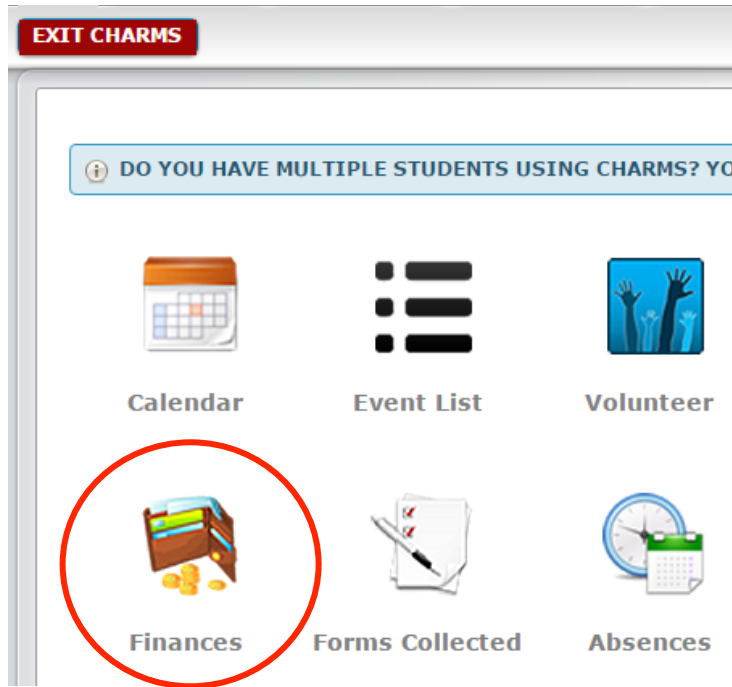 EXIT CHARMS
DO YOU HAVE MULTIPLE STUDENTS USING CHARMS? YO
Calendar Event List Volunteer
Finances Forms Collected Absences